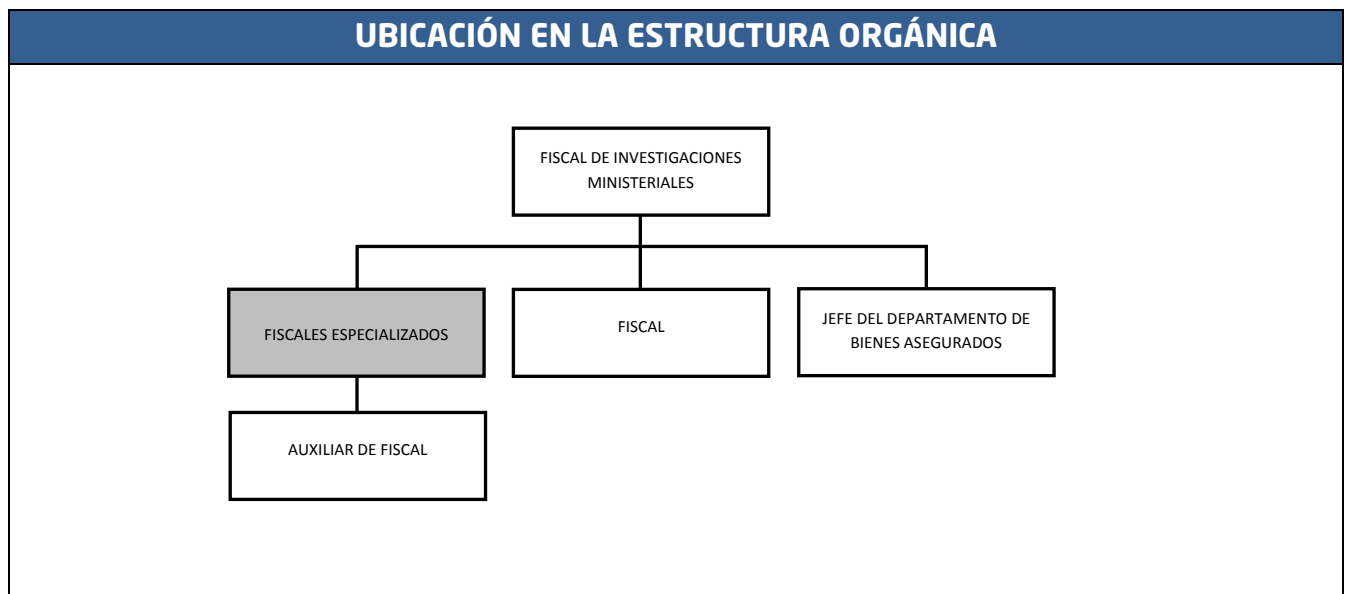 UBICACIÓN EN LA ESTRUCTURA ORGÁNICA
FISCAL DE INVESTIGACIONES
MINISTERIALES
FISCALES ESPECIALIZADOS
FISCAL
JEFE DEL DEPARTAMENTO DE
BIENES ASEGURADOS
AUXILIAR DE FISCAL